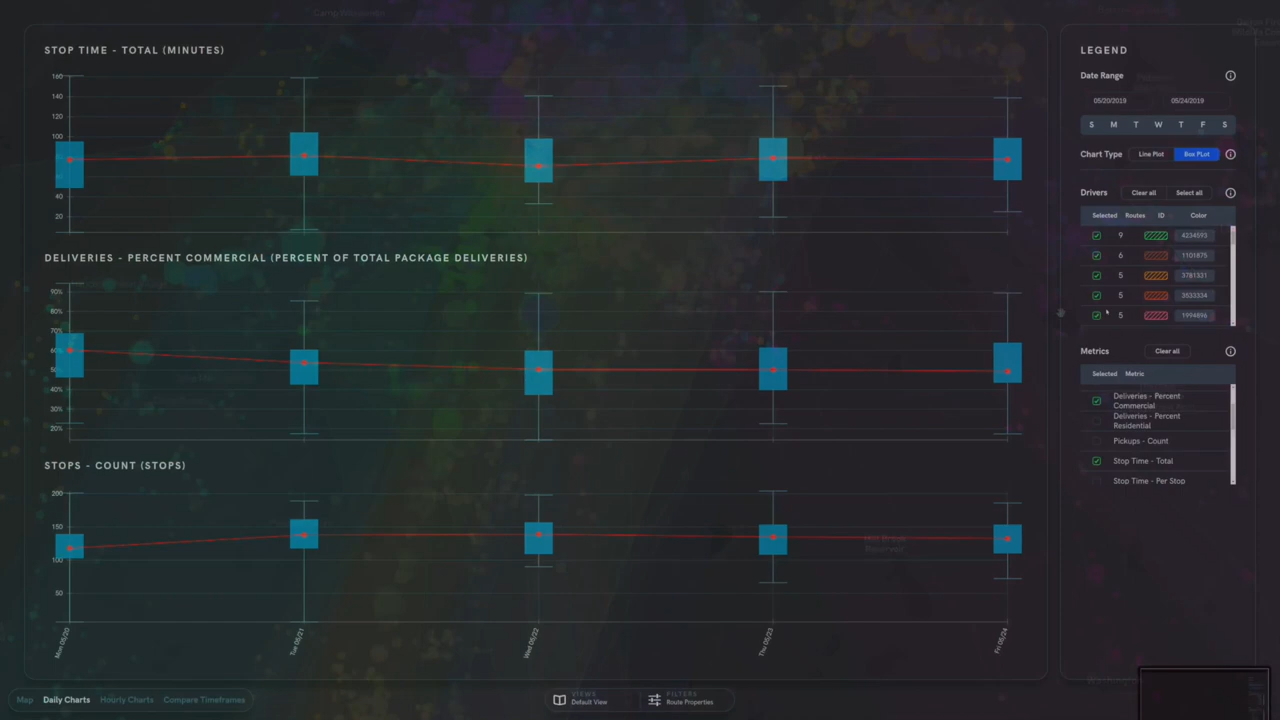 Camp Winnebago
STOP TIME - TOTAL (MINUTES)
160
140
120
100
40
20
DELIVERIES - PERCENT COMMERCIAL (PERCENT OF TOTAL PACKAGE DELIVERIES)
90%
80%
70%
60%
50%
40%
30%
20%
STOPS - COUNT (STOPS)
200
150
100
50
Mon 05/20
Tue 05/21
Wed 05/22
Thu 05/23
Fri 05/24
LEGEND
Date Range
05/20/2019 05/24/2019
S M T W T F S
Chart Type Line Plot Box PLot
Drivers Clear all Select all
Selected Routes ID Color
9 4234593
6 1101875
5 3781331
5 3533334
5 1994896
Metrics Clear all
Selected Metric
Deliveries - Percent
Commercial
Deliveries - Percent
Residential
Pickups - Count
Stop Time - Total
Stop Time - Per Stop
Map Daily Charts Hourly Charts Compare Timeframes
VIEWS
Default View
FILTERS
Route Properties